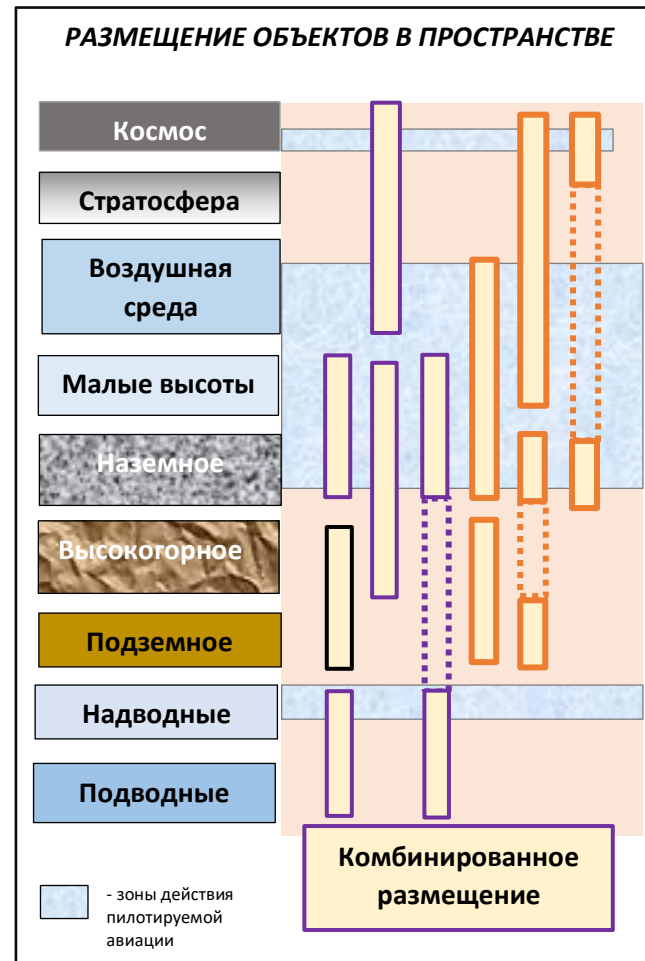 РАЗМЕЩЕНИЕ ОБЪЕКТОВ В ПРОСТРАНСТВЕ
Космос
Стратосфера
Воздушная
среда
Малые высоты
Наземное
Высокогорное
Подземное
Надводные
Подводные
Комбинированное
размещение
- зоны действия
пилотируемой
авиации